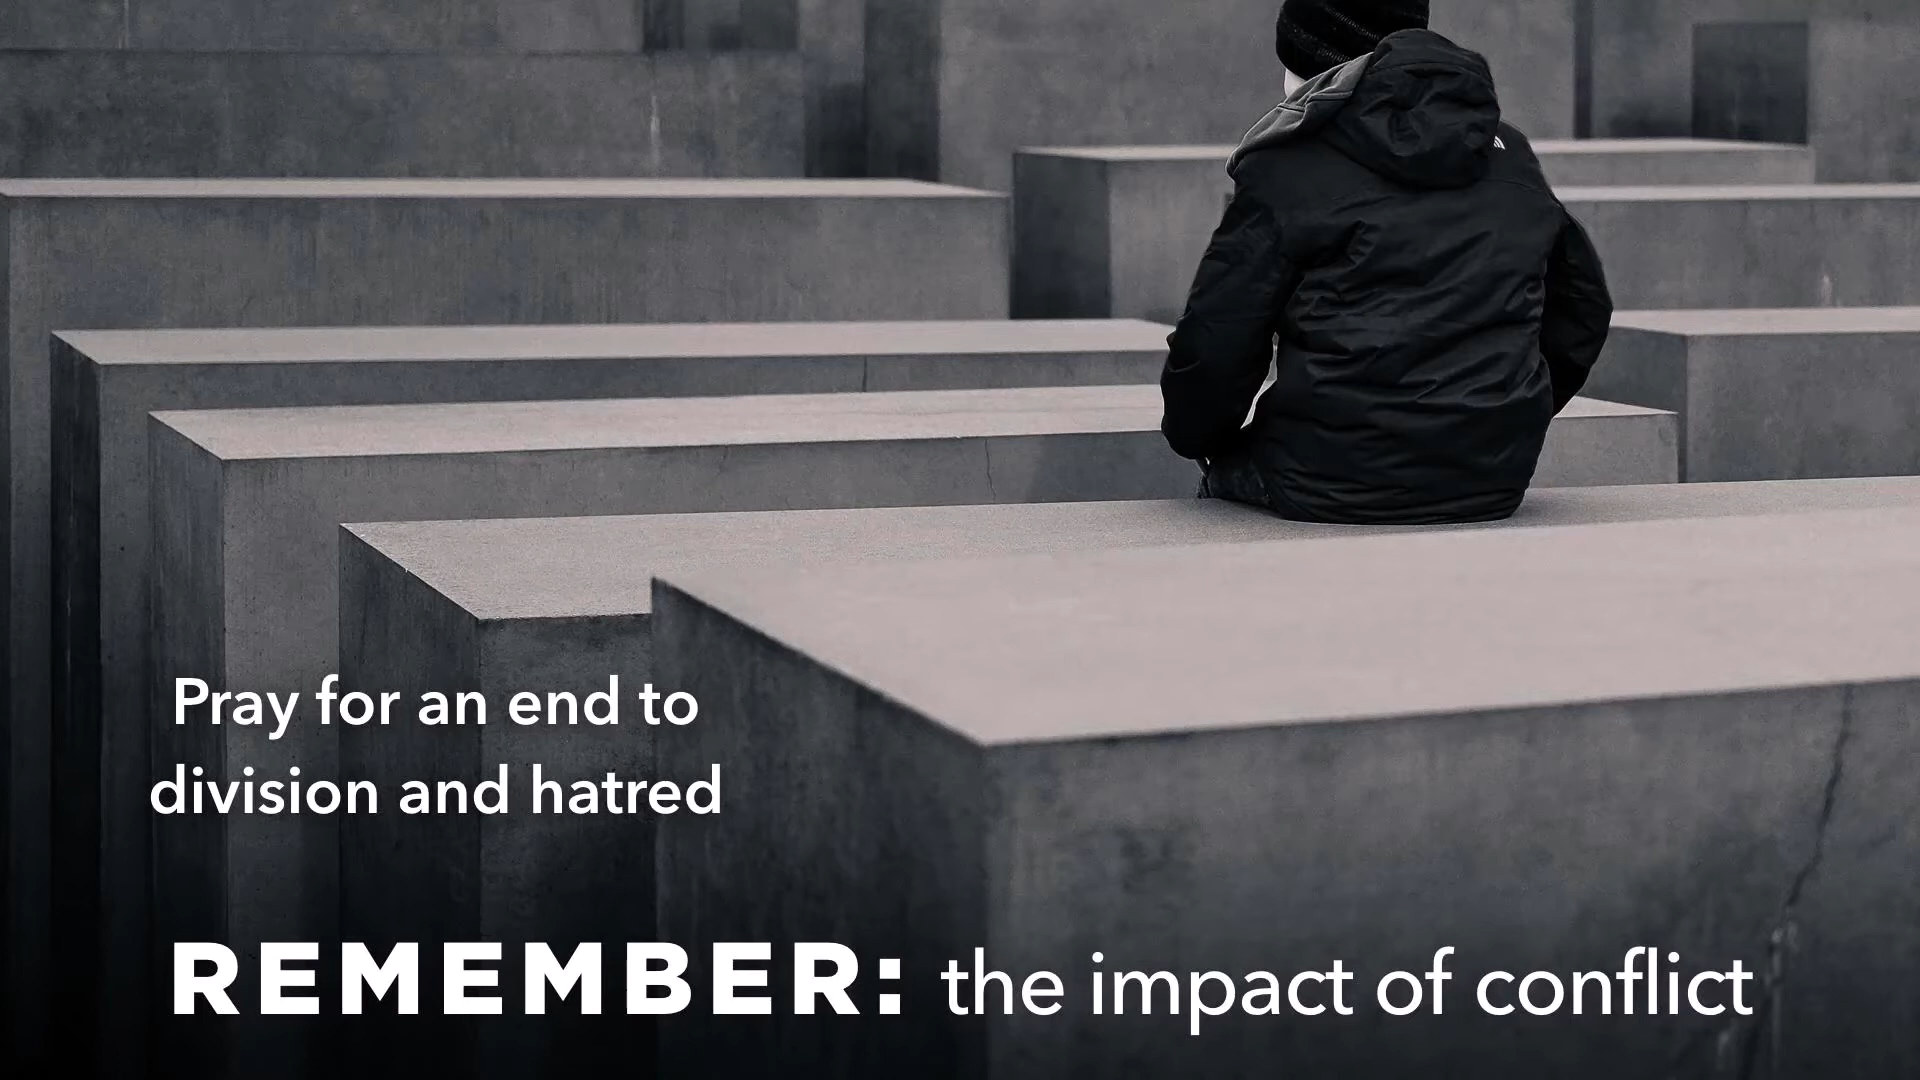 Pray for an end to
division and hatred
REMEMBER: the impact of conflict